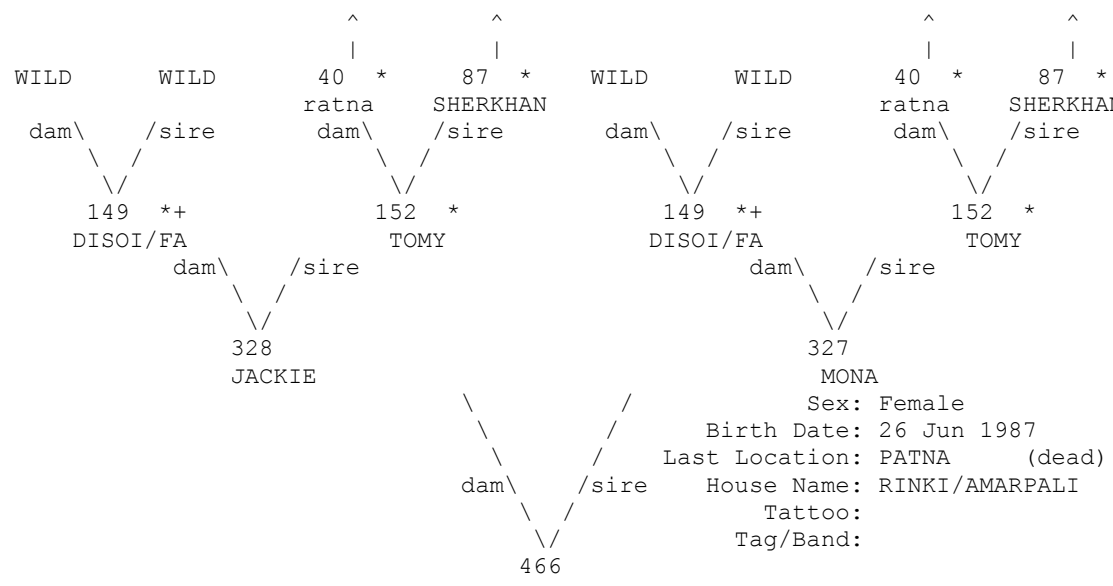 ^ ^ ^ ^
| | | |
WILD WILD 40 * 87 * WILD WILD 40 * 87 *
ratna SHERKHAN ratna SHERKHAN
dam\ /sire dam\ /sire dam\ /sire dam\ /sire
\ / \ / \ / \ /
\/ \/ \/ \/
149 *+ 152 * 149 *+ 152 *
DISOI/FA TOMY DISOI/FA TOMY
dam\ /sire dam\ /sire
\ / \ /
\/ \/
328 327
JACKIE MONA
\ / Sex: Female
\ / Birth Date: 26 Jun 1987
\ / Last Location: PATNA (dead)
dam\ /sire House Name: RINKI/AMARPALI
\ / Tattoo:
\/ Tag/Band:
466